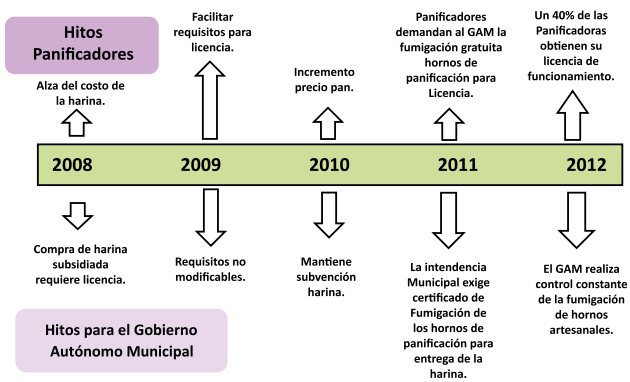 Hitos
Panificadores
Alza del costo de
la harina.
Facilitar
requisitos para
licencia.
Incremento
precio pan.
Panificadores
demandan al GAM la
fumigación gratuita
hornos de
panificación para
Licencia.
Un 40% de las
Panificadoras
obtienen su
licencia de
funcionamiento.
2008 2009 2010 2011 2012
Compra de harina
subsidiada
requiere licencia.
Requisitos no
modificables.
Mantiene
subvención
harina.
La intendencia
Municipal exige
certificado de
Fumigación de
los hornos de
panificación para
entrega de la
harina.
El GAM realiza
control constante
de la fumigación
de hornos
artesanales.
Hitos para el Gobierno
Autónomo Municipal